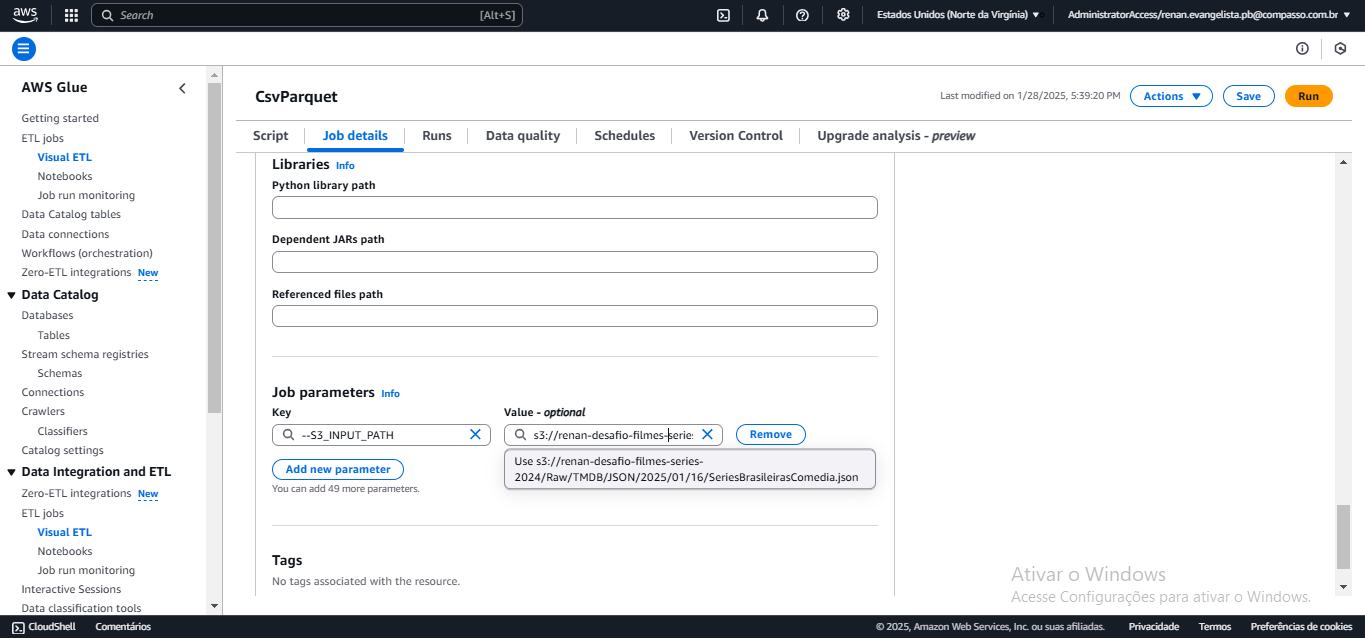 aws
Search
[Alt+S]
Estados Unidos (Norte da Virgínia)
AdministratorAccess/renan.evangelista.pb@compasso.com.br
AWS Glue
Getting started
ETL jobs
Visual ETL
Notebooks
Job run monitoring
Data Catalog tables
Data connections
Workflows (orchestration)
Zero-ETL integrations New
Data Catalog
Databases
Tables
Stream schema registries
Schemas
Connections
Crawlers
Classifiers
Catalog settings
Data Integration and ETL
Zero-ETL integrations New
ETL jobs
Visual ETL
Notebooks
Job run monitoring
Interactive Sessions
Data classification tools
CsvParquet
Last modified on 1/28/2025, 5:39:20 PM
Actions
Save
Run
Script
Job details
Runs
Data quality
Schedules
Version Control
Upgrade analysis - preview
Libraries Info
Python library path
Dependent JARs path
Referenced files path
Job parameters Info
Key
Value - optional
--S3_INPUT_PATH
s3://renan-desafio-filmes-series
Remove
Use s3://renan-desafio-filmes-series-
2024/Raw/TMDB/JSON/2025/01/16/SeriesBrasileirasComedia.json
Add new parameter
You can add 49 more parameters.
Tags
No tags associated with the resource.
Ativar o Windows
Acesse Configurações para ativar o Windows.
CloudShell
Comentários
© 2025, Amazon Web Services, Inc. ou suas afiliadas.
Privacidade
Termos
Preferências de cookies